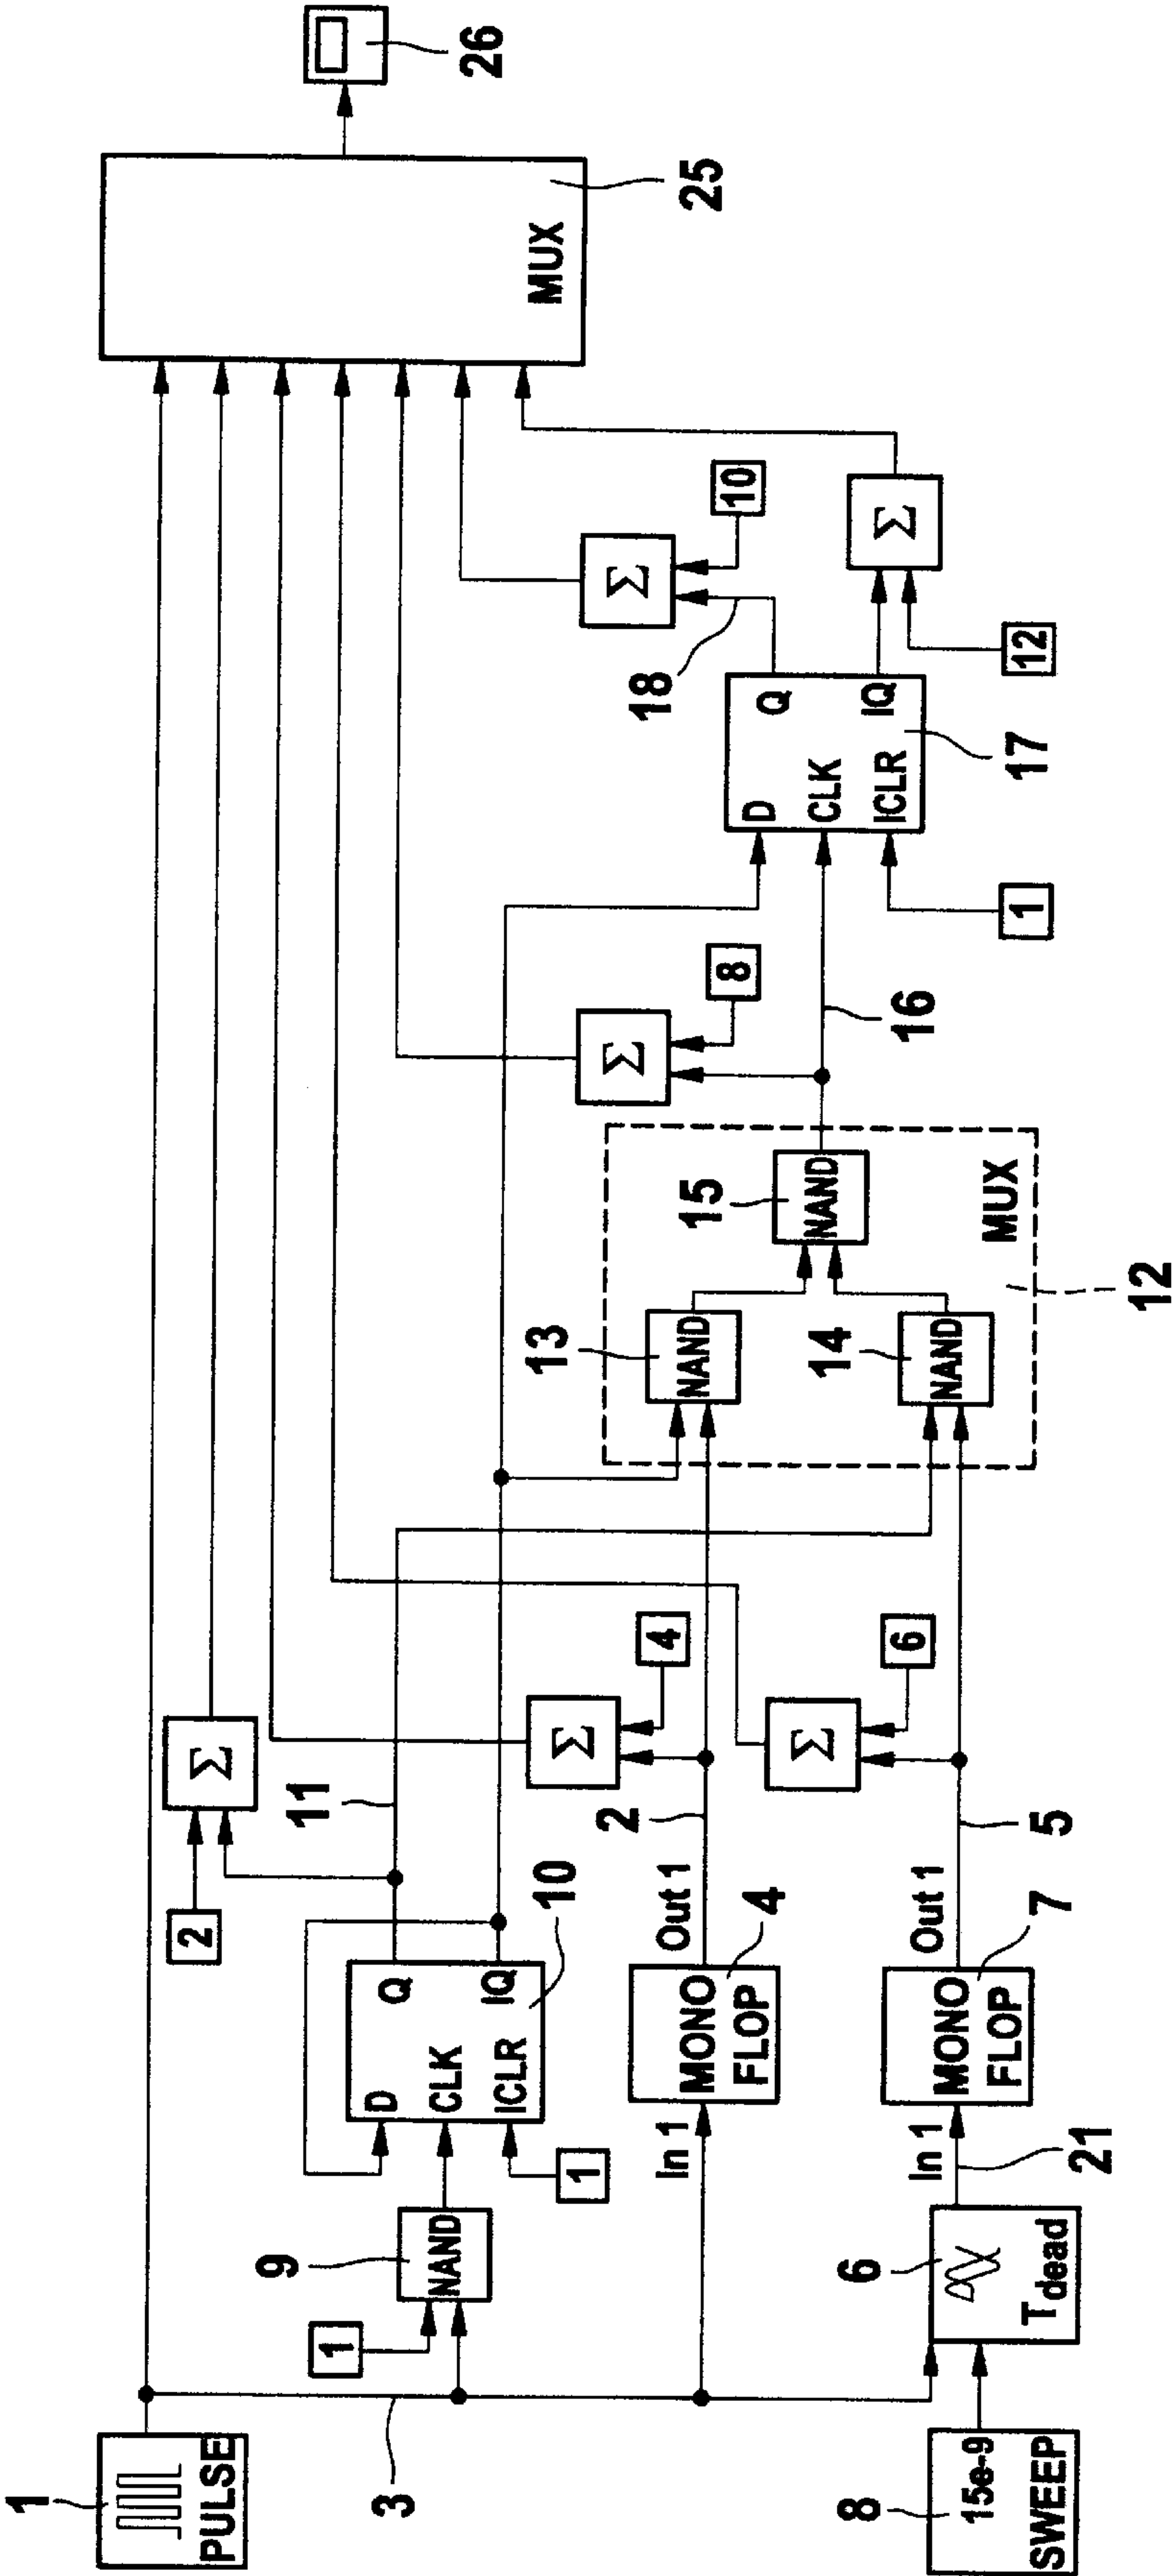 1
PULSE
3
8
15e-9
SWEEP
1
9
NAND
6
T dead
21
D
Q
CLK
ICLR
IQ
10
1
In 1
MONO
FLOP
Out 1
4
In 1
MONO
FLOP
Out 1
7
2
Σ
11
2
5
Σ
4
Σ
6
13
NAND
14
NAND
15
NAND
MUX
12
16
Σ
8
1
D
Q
CLK
ICLR
IQ
17
18
Σ
10
Σ
12
MUX
25
26